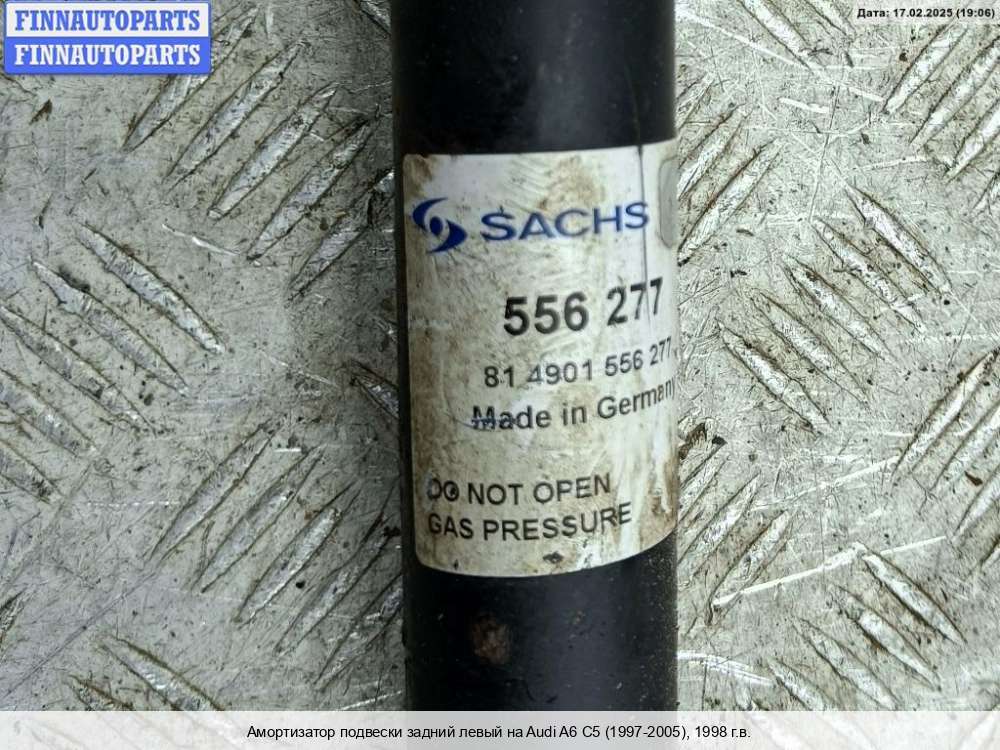 FINNAUTOPARTS
FINNAUTOPARTS
Дата: 17.02.2025 (19:06)
SACHS
556 277
81 4901 556 277
Made in Germany
DO NOT OPEN
GAS PRESSURE
Амортизатор подвески задний левый на Audi A6 C5 (1997-2005), 1998 г.в.